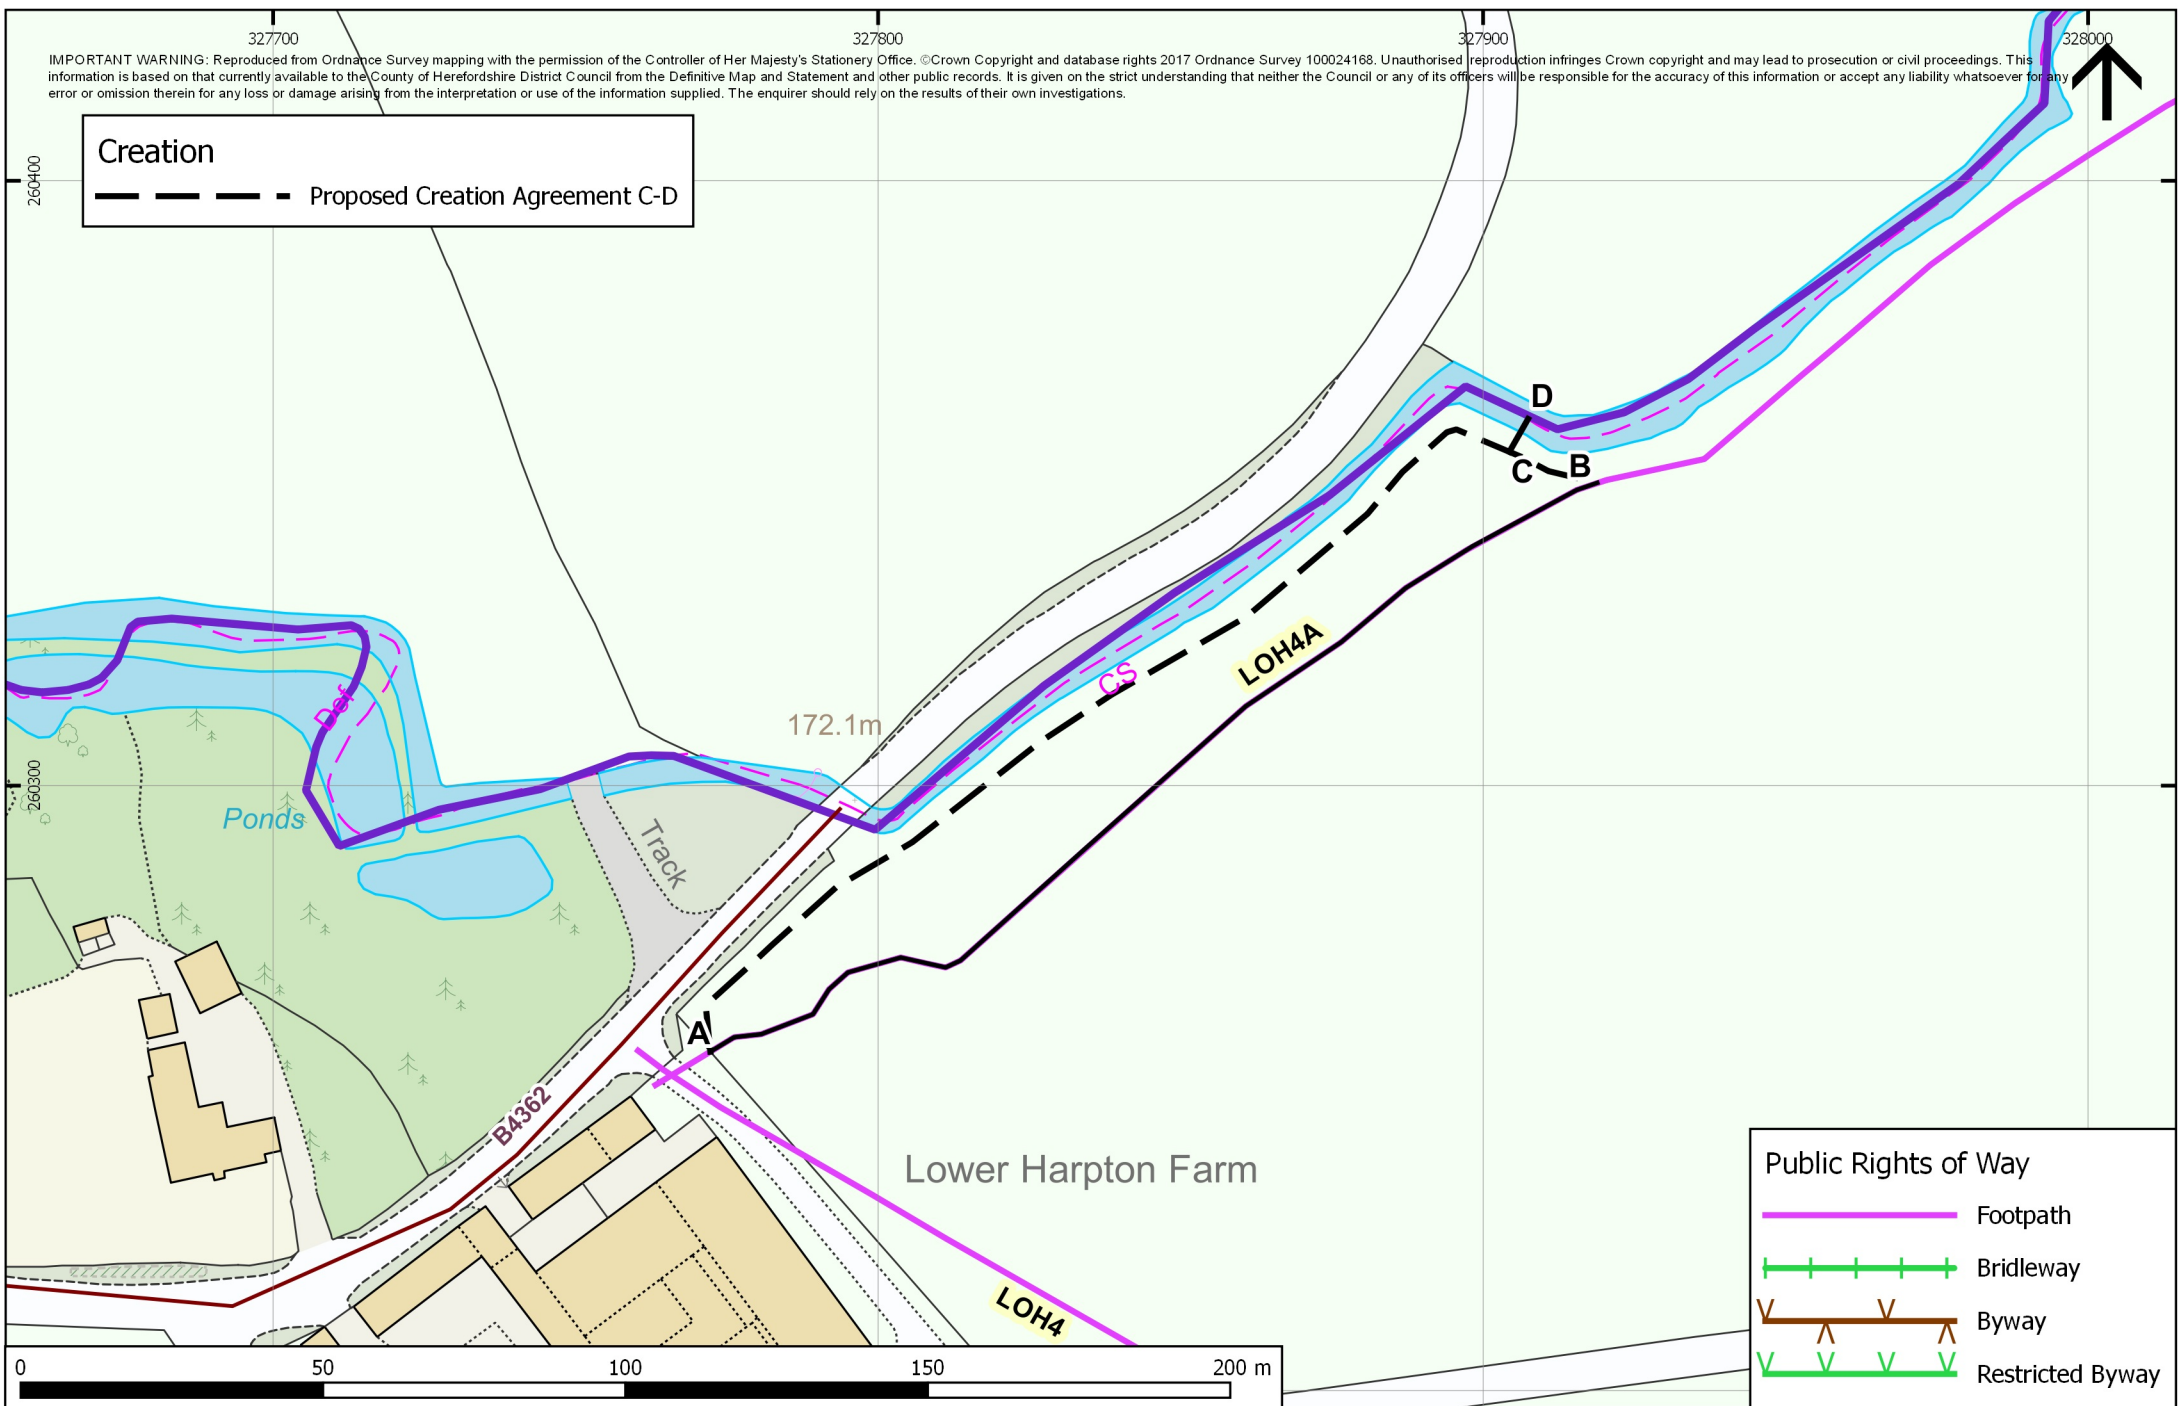 327700
327800
327900
328000
IMPORTANT WARNING: Reproduced from Ordnance Survey mapping with the permission of the Controller of Her Majesty's Stationery Office. ©Crown Copyright and database rights 2017 Ordnance Survey 100024168. Unauthorised reproduction infringes Crown copyright and may lead to prosecution or civil proceedings. This
information is based on that currently available to the County of Herefordshire District Council from the Definitive Map and Statement and other public records. It is given on the strict understanding that neither the Council or any of its officers will be responsible for the accuracy of this information or accept any liability whatsoever for any
error or omission therein for any loss or damage arising from the interpretation or use of the information supplied. The enquirer should rely on the results of their own investigations.
Creation
Proposed Creation Agreement C-D
260400
D
C
B
LOH4A
CS
Def
172.1m
260300
Ponds
Track
A
B4362
Lower Harpton Farm
LOH4
Public Rights of Way
Footpath
Bridleway
Byway
Restricted Byway
0 50 100 150 200 m